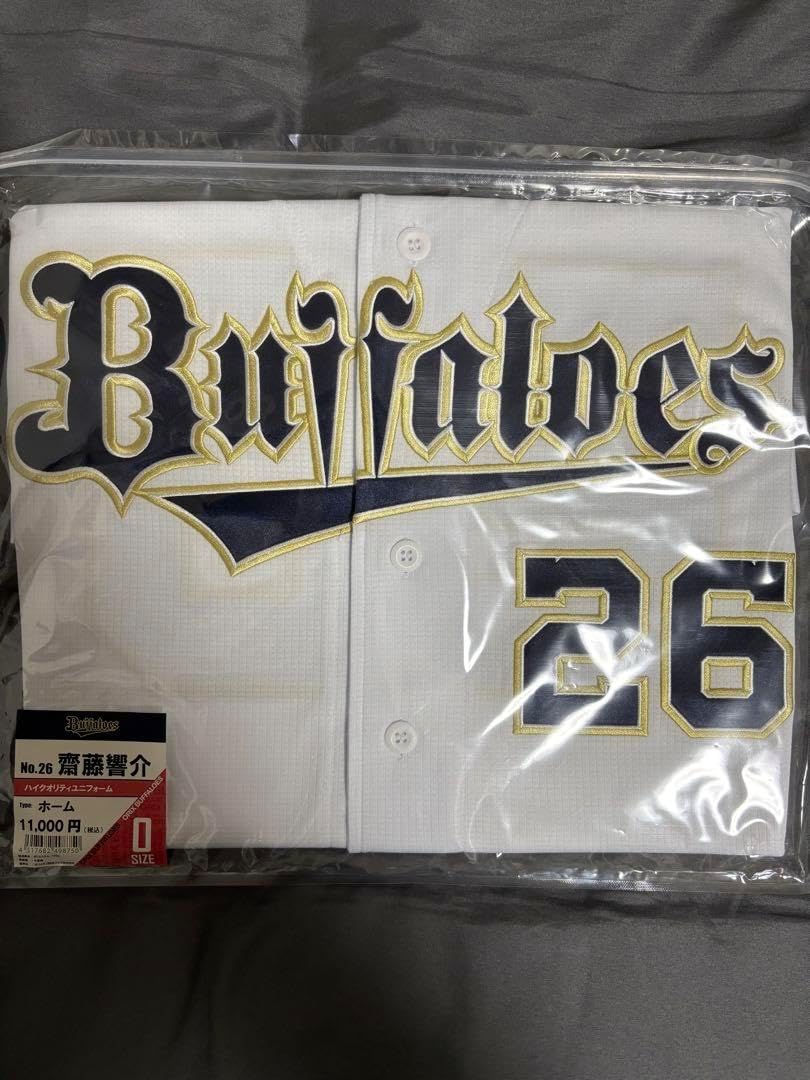 Buffaloes
26
Buffaloes
No.26 齋藤響介
ハイクオリティユニフォーム
Type: ホーム
11,000円(税込)
ORIX BUFFALOES
O
SIZE